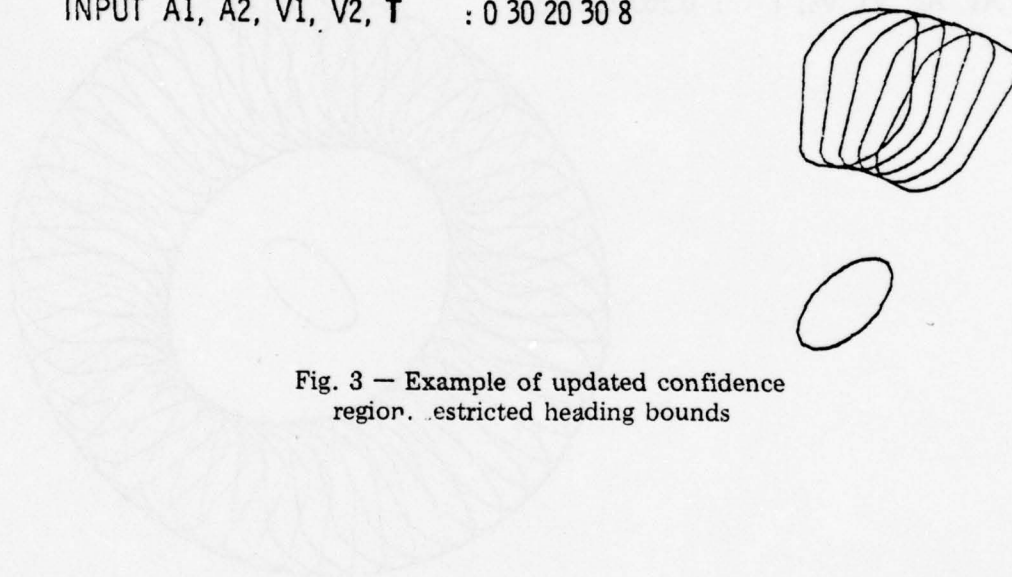 INPUT A1, A2, V1, V2, T : 0 30 20 30 8
Fig. 3 — Example of updated confidence
region. .estricted heading bounds